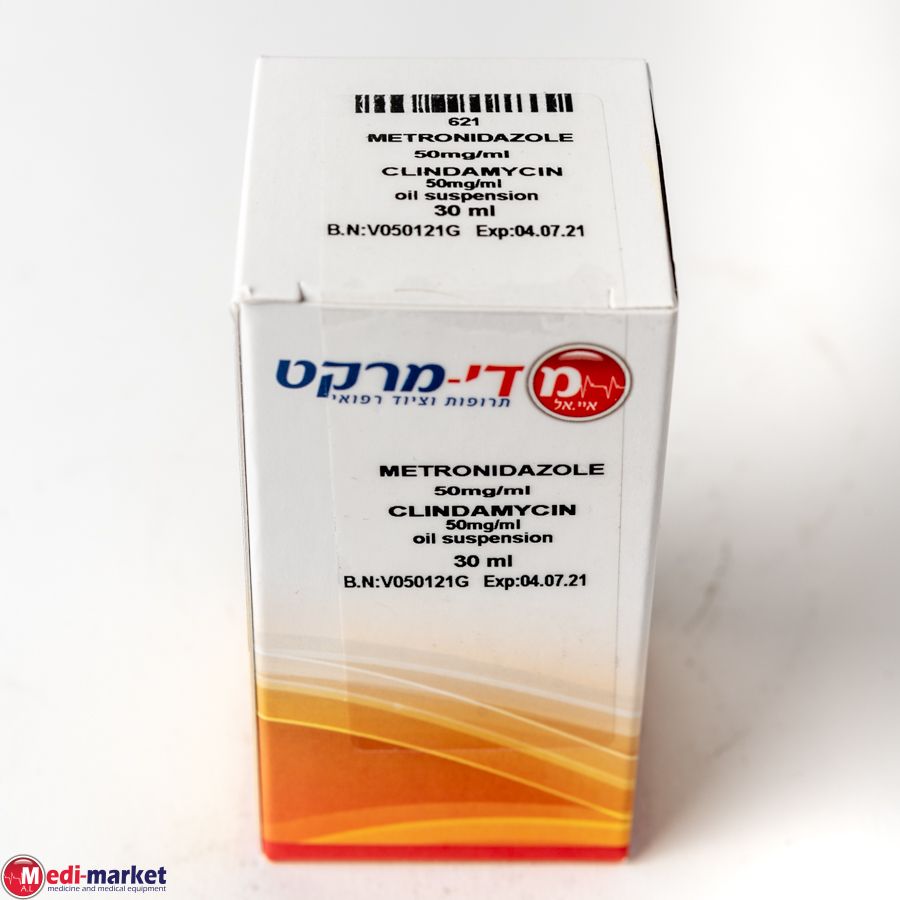 621
METRONIDAZOLE
50mg/ml
CLINDAMYCIN
50mg/ml
oil suspension
30 ml
B.N:V050121G Exp:04.07.21
מדי-מרקט
תרופות וציוד רפואי
איי.אל
METRONIDAZOLE
50mg/ml
CLINDAMYCIN
50mg/ml
oil suspension
30 ml
B.N:V050121G Exp:04.07.21
Medi-market
A.L
medicine and medical equipment